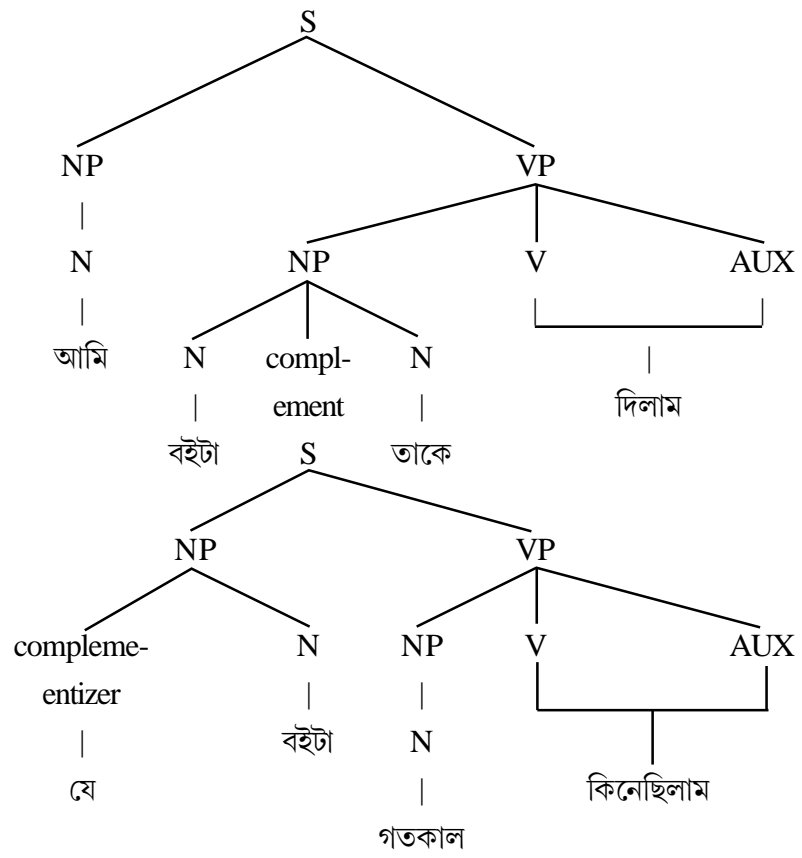 S
NP VP
|
N NP V AUX
| | |
আমি N compl- N |
| ement | দিলাম
বইটা S তাকে
NP VP
compleme- N NP V AUX
entizer | |
| বইটা N
যে | কিনেছিলাম
গতকাল